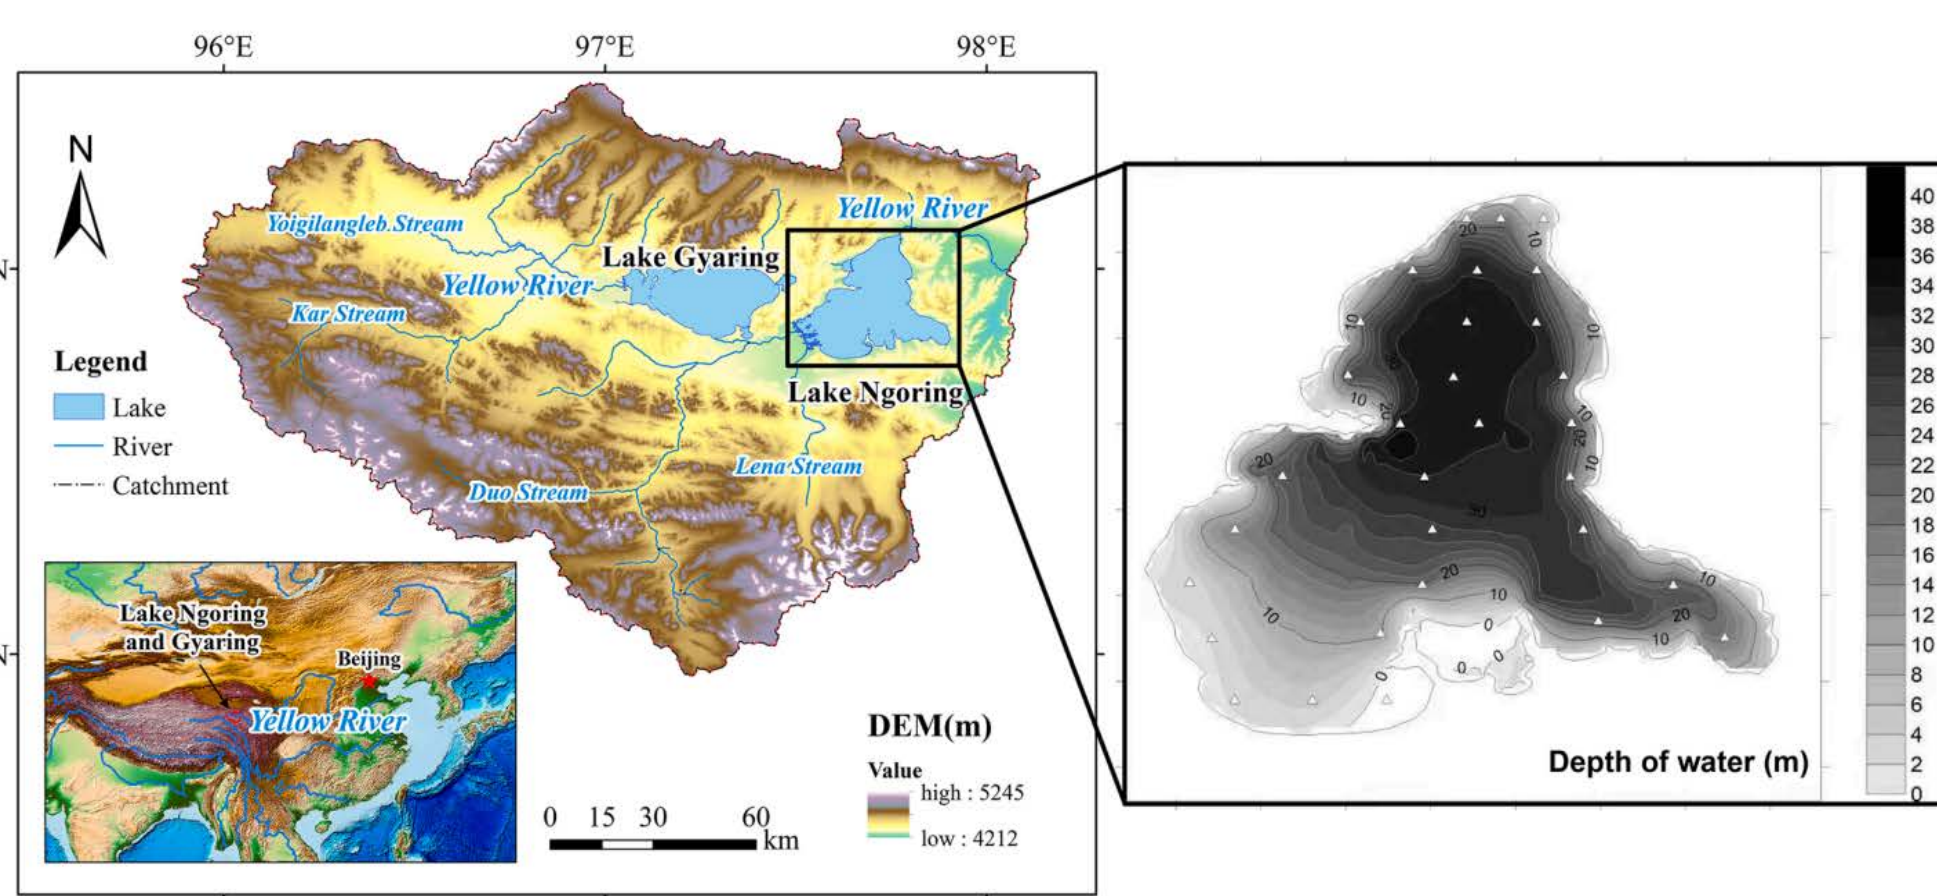 96°E
97°E
98°E
N
Yoigilangleb.Stream
Yellow River
Lake Gyaring
Yellow River
Kar Stream
Lake Ngoring
Lena Stream
Duo Stream
Legend
Lake
River
Catchment
Lake Ngoring
and Gyaring
Beijing
Yellow River
0 15 30 60
km
DEM(m)
Value
high : 5245
low : 4212
20
10
10
10
10
20
10
20
10
20
30
20
10
10
10
20
10
0
0
0
0
Depth of water (m)
40
38
36
34
32
30
28
26
24
22
20
18
16
14
12
10
8
6
4
2
0